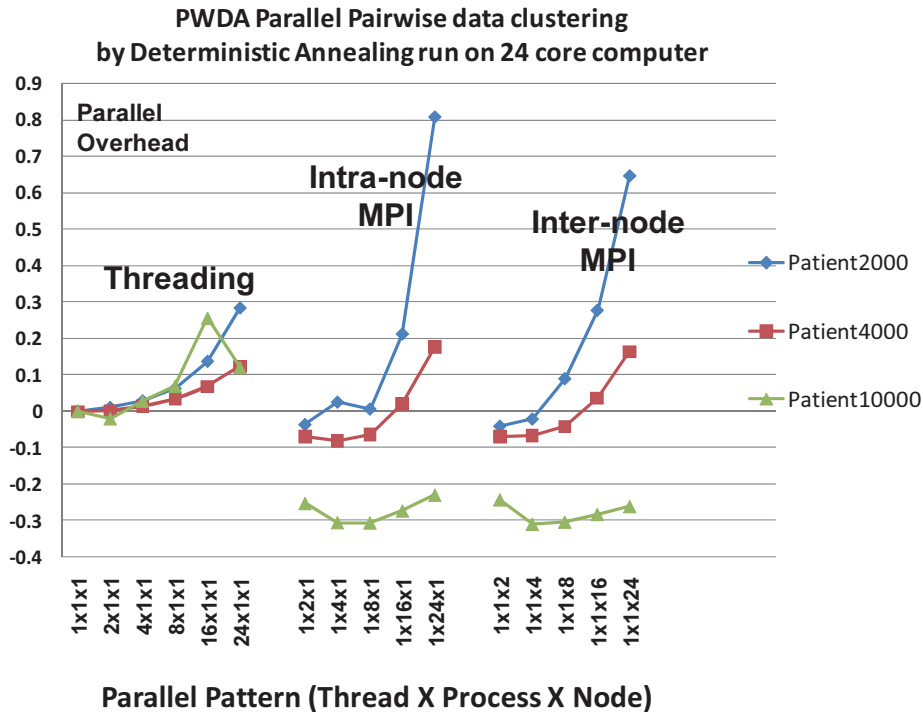 PWDA Parallel Pairwise data clustering
by Deterministic Annealing run on 24 core computer
0.9
0.8
0.7
0.6
0.5
0.4
0.3
0.2
0.1
0
-0.1
-0.2
-0.3
-0.4
Parallel
Overhead
Threading
Intra-node
MPI
Inter-node
MPI
Patient2000
Patient4000
Patient10000
1x1x1
2x1x1
4x1x1
8x1x1
16x1x1
24x1x1
1x2x1
1x4x1
1x8x1
1x16x1
1x24x1
1x1x2
1x1x4
1x1x8
1x1x16
1x1x24
Parallel Pattern (Thread X Process X Node)